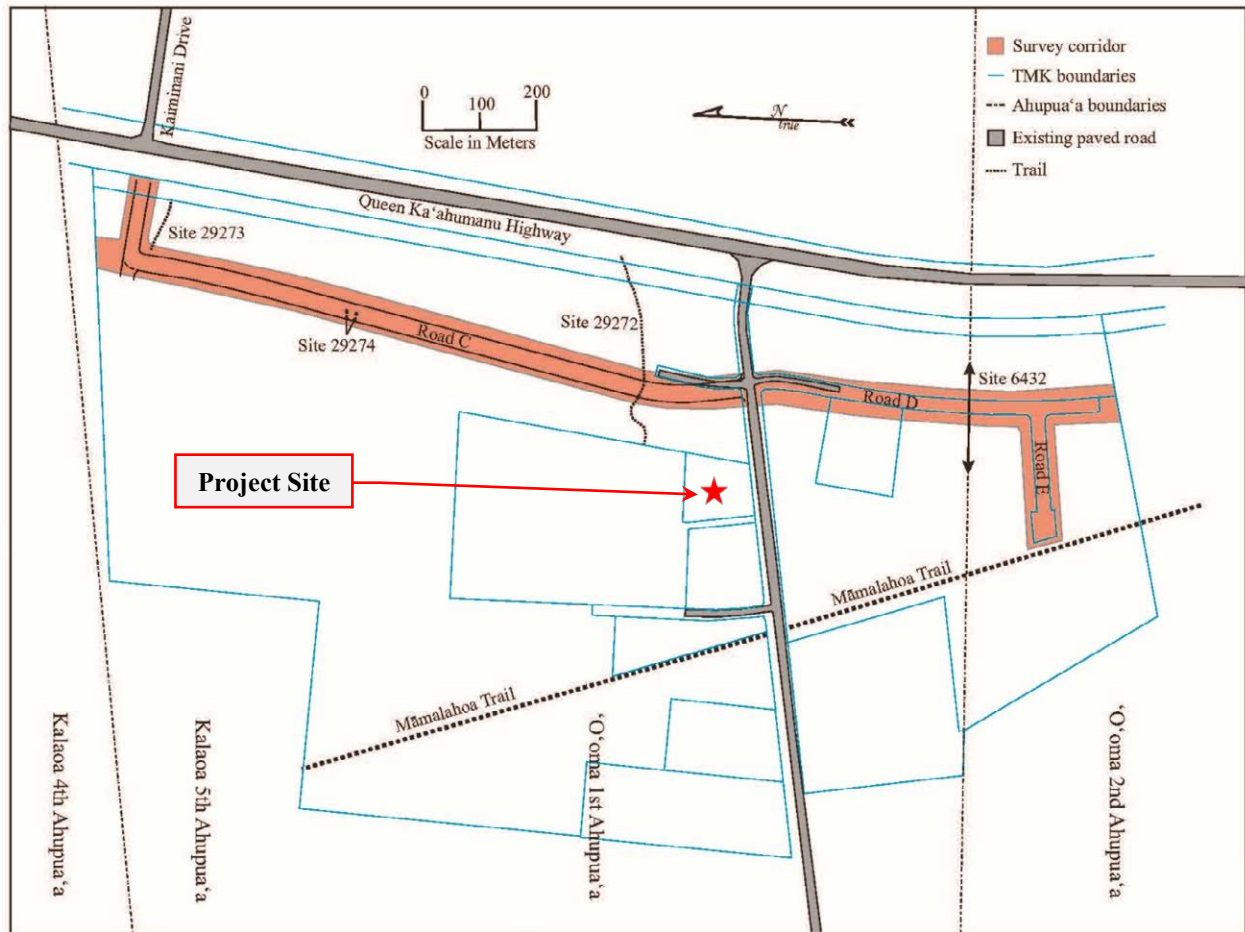 Kaiminani Drive
0 100 200
Scale in Meters
N
true
Survey corridor
TMK boundaries
Ahupua‘a boundaries
Existing paved road
Trail
Queen Ka‘ahumanu Highway
Site 29273
Site 29272
Site 29274
Road C
Site 6432
Road D
Road E
Project Site
Māmalahoa Trail
Māmalahoa Trail
Kalaoa 4th Ahupua‘a
Kalaoa 5th Ahupua‘a
‘O‘oma 1st Ahupua‘a
‘O‘oma 2nd Ahupua‘a